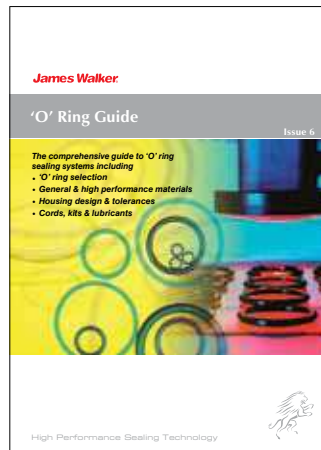 James Walker
'O' Ring Guide
Issue 6
The comprehensive guide to 'O' ring
sealing systems including
• 'O' ring selection
• General & high performance materials
• Housing design & tolerances
• Cords, kits & lubricants
High Performance Sealing Technology